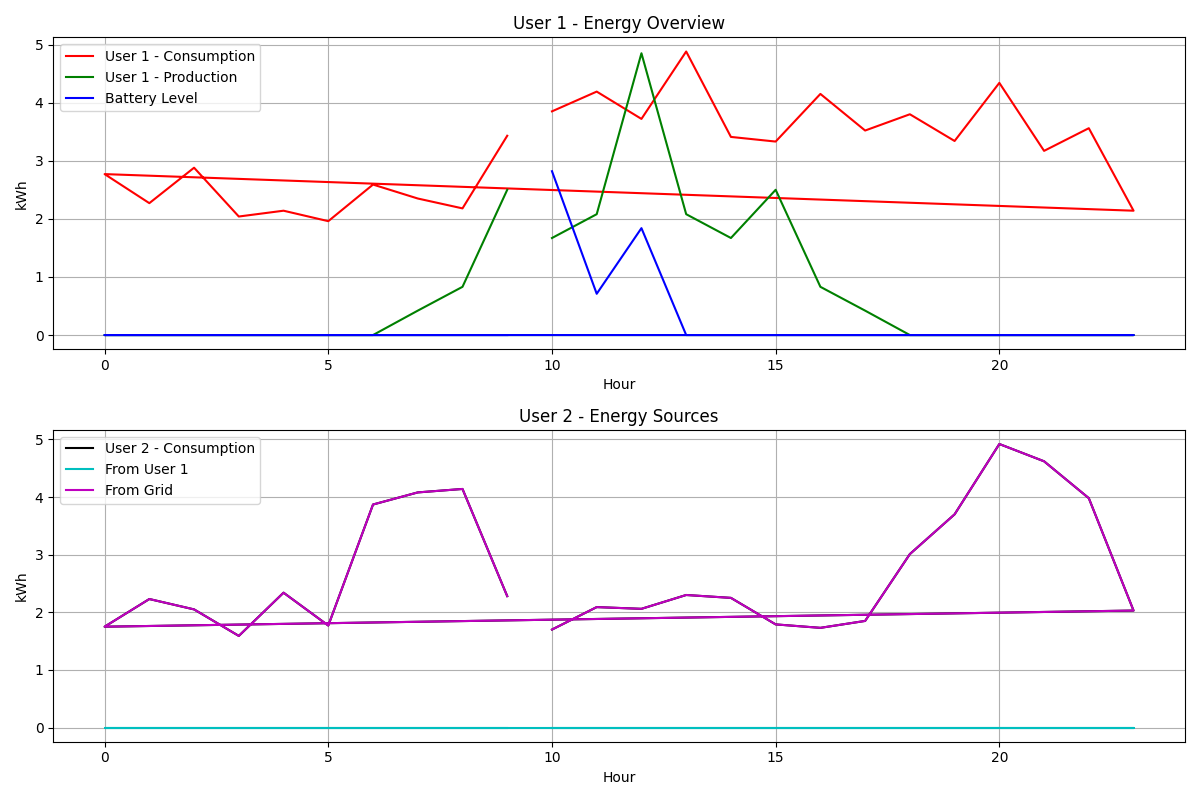 User 1 - Energy Overview
User 1 - Consumption
User 1 - Production
Battery Level
kWh
5
4
3
2
1
0
0 5 10 15 20
Hour
User 2 - Energy Sources
User 2 - Consumption
From User 1
From Grid
kWh
5
4
3
2
1
0
0 5 10 15 20
Hour